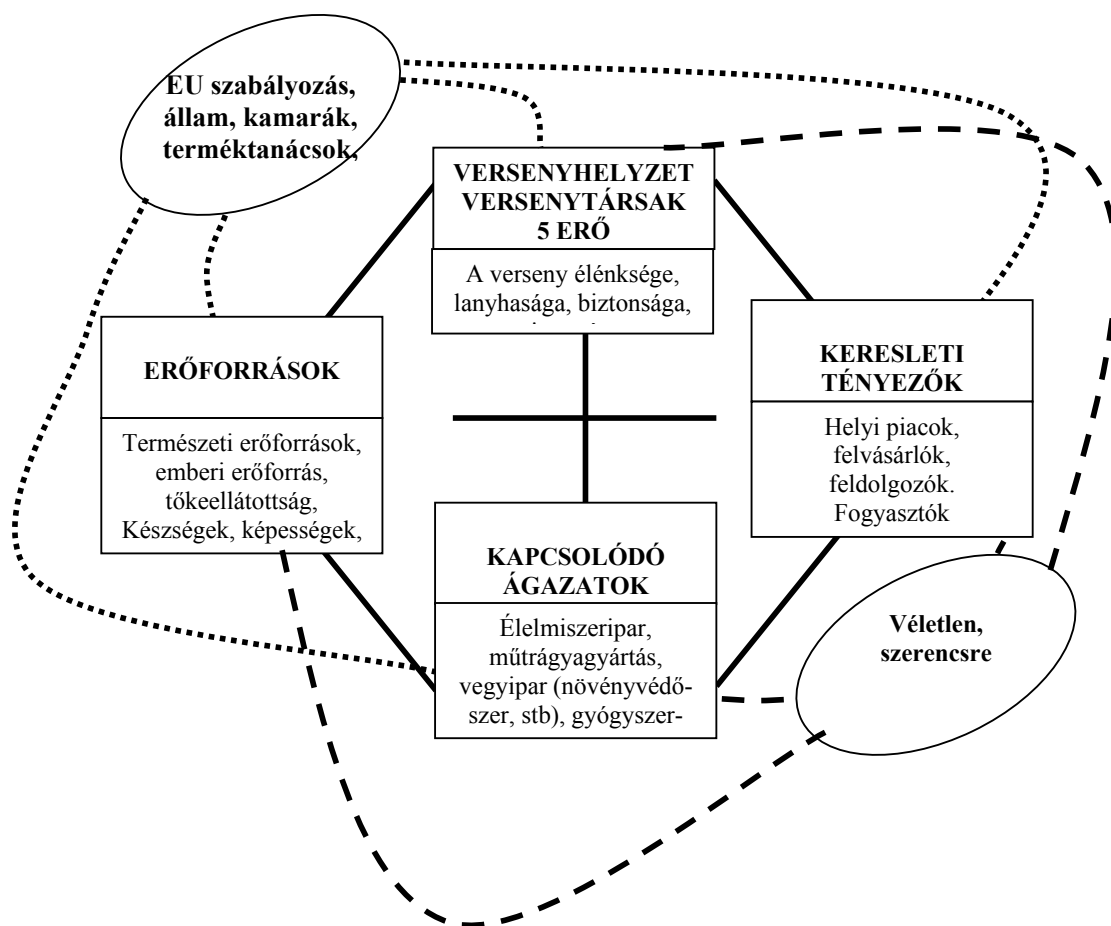 EU szabályozás,
állam, kamarák,
terméktanácsok,
VERSENYHELYZET
VERSENYTÁRSAK
5 ERŐ
A verseny élénksége,
lanyhasága, biztonsága,
ERŐFORRÁSOK
Természeti erőforrások,
emberi erőforrás,
tőkeellátottság,
Készségek, képességek,
KERESLETI
TÉNYEZŐK
Helyi piacok,
felvásárlók,
feldolgozók.
Fogyasztók
KAPCSOLÓDÓ
ÁGAZATOK
Élelmiszeripar,
műtrágyagyártás,
vegyipar (növényvédő-
szer, stb), gyógyszer-
Véletlen,
szerencsre